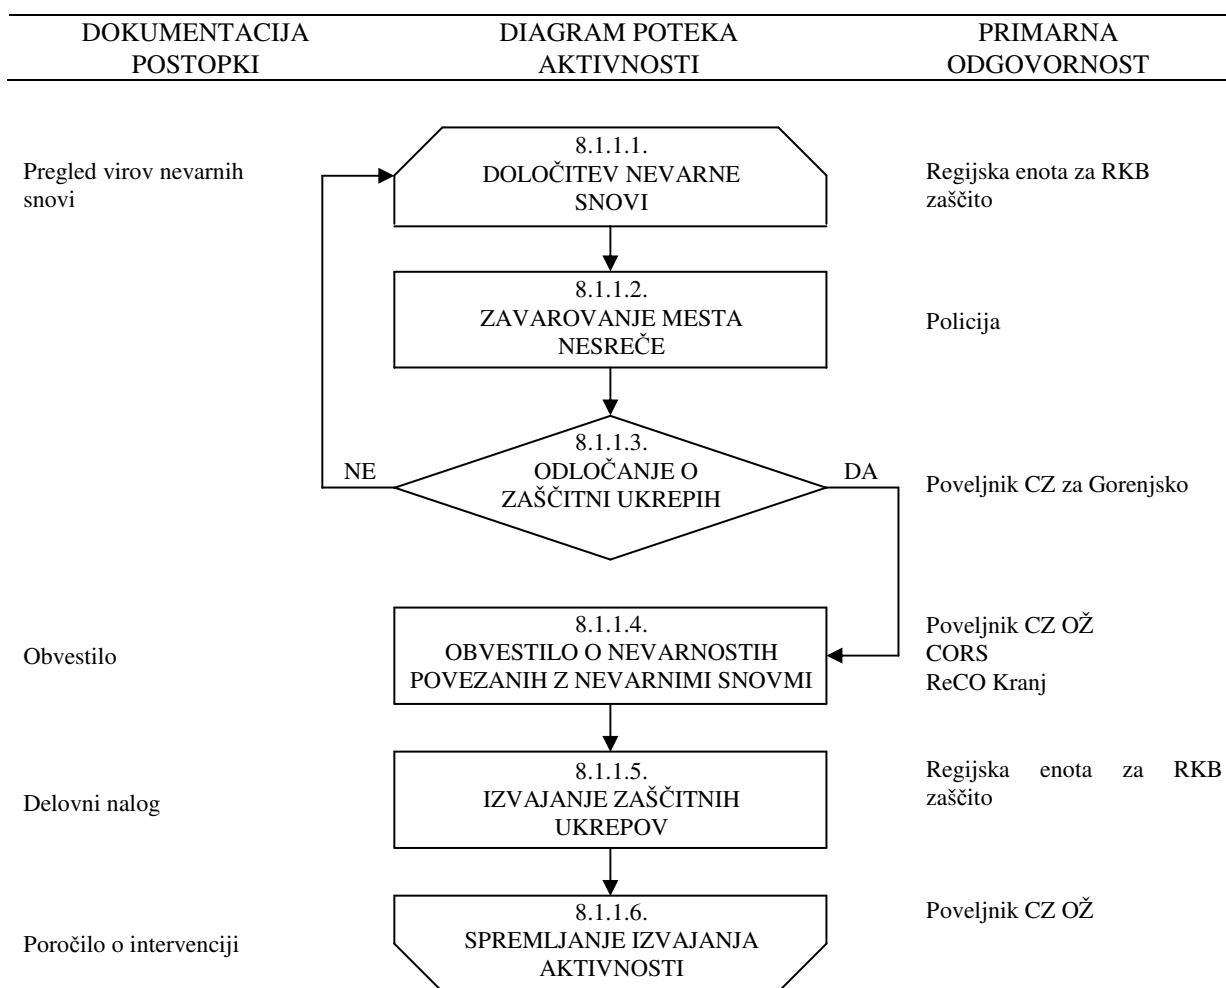 DOKUMENTACIJA
POSTOPKI
DIAGRAM POTEKA
AKTIVNOSTI
PRIMARNA
ODGOVORNOST
Pregled virov nevarnih
snovi
8.1.1.1.
DOLOČITEV NEVARNE
SNOVI
Regijska enota za RKB
zaščito
8.1.1.2.
ZAVAROVANJE MESTA
NESREČE
Policija
NE
8.1.1.3.
ODLOČANJE O
ZAŠČITNI UKREPIH
DA
Poveljnik CZ za Gorenjsko
Obvestilo
8.1.1.4.
OBVESTILO O NEVARNOSTIH
POVEZANIH Z NEVARNIMI SNOVMI
Poveljnik CZ OŽ
CORS
ReCO Kranj
Delovni nalog
8.1.1.5.
IZVAJANJE ZAŠČITNIH
UKREPOV
Regijska enota za RKB
zaščito
Poročilo o intervenciji
8.1.1.6.
SPREMLJANJE IZVAJANJA
AKTIVNOSTI
Poveljnik CZ OŽ